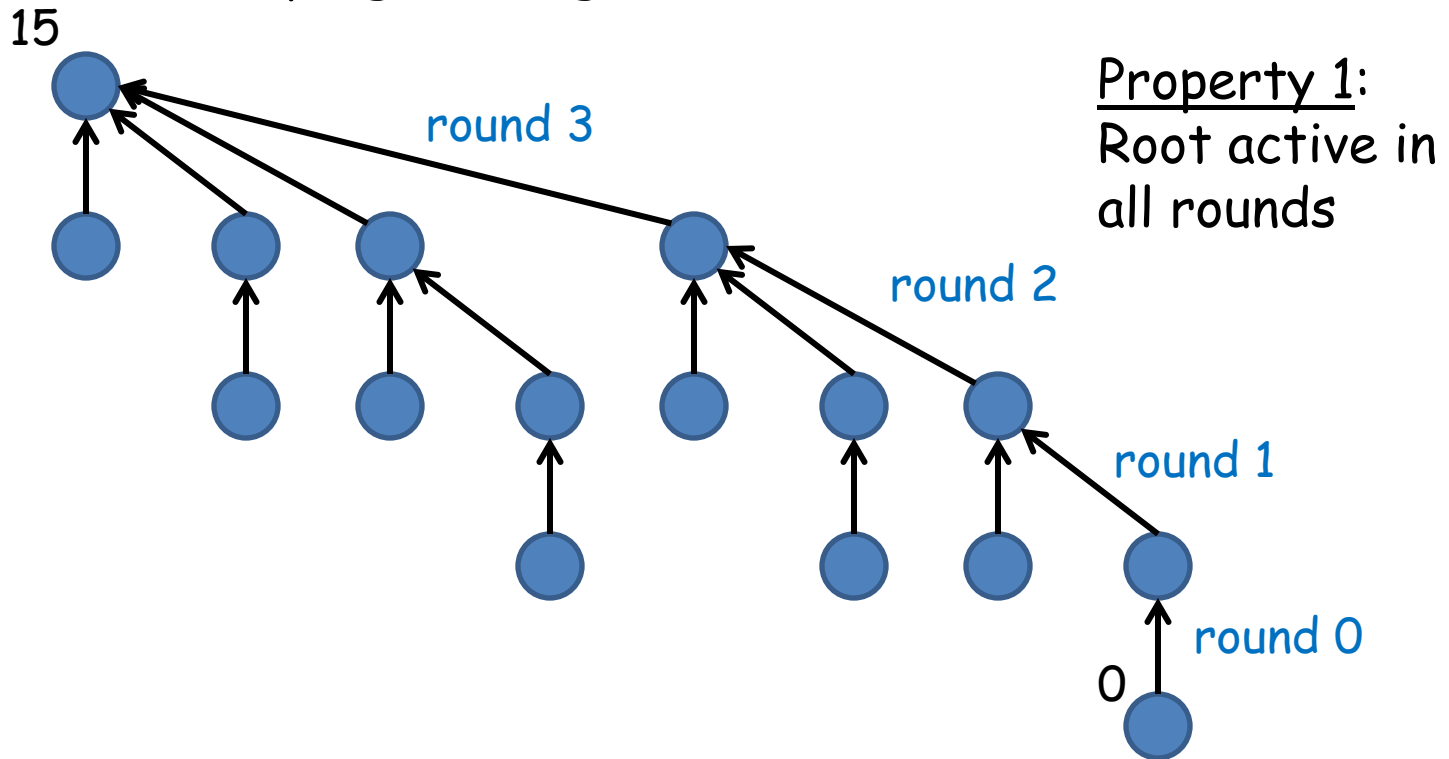 15
Property 1:
Root active in
all rounds
round 3
round 2
round 1
round 0
0